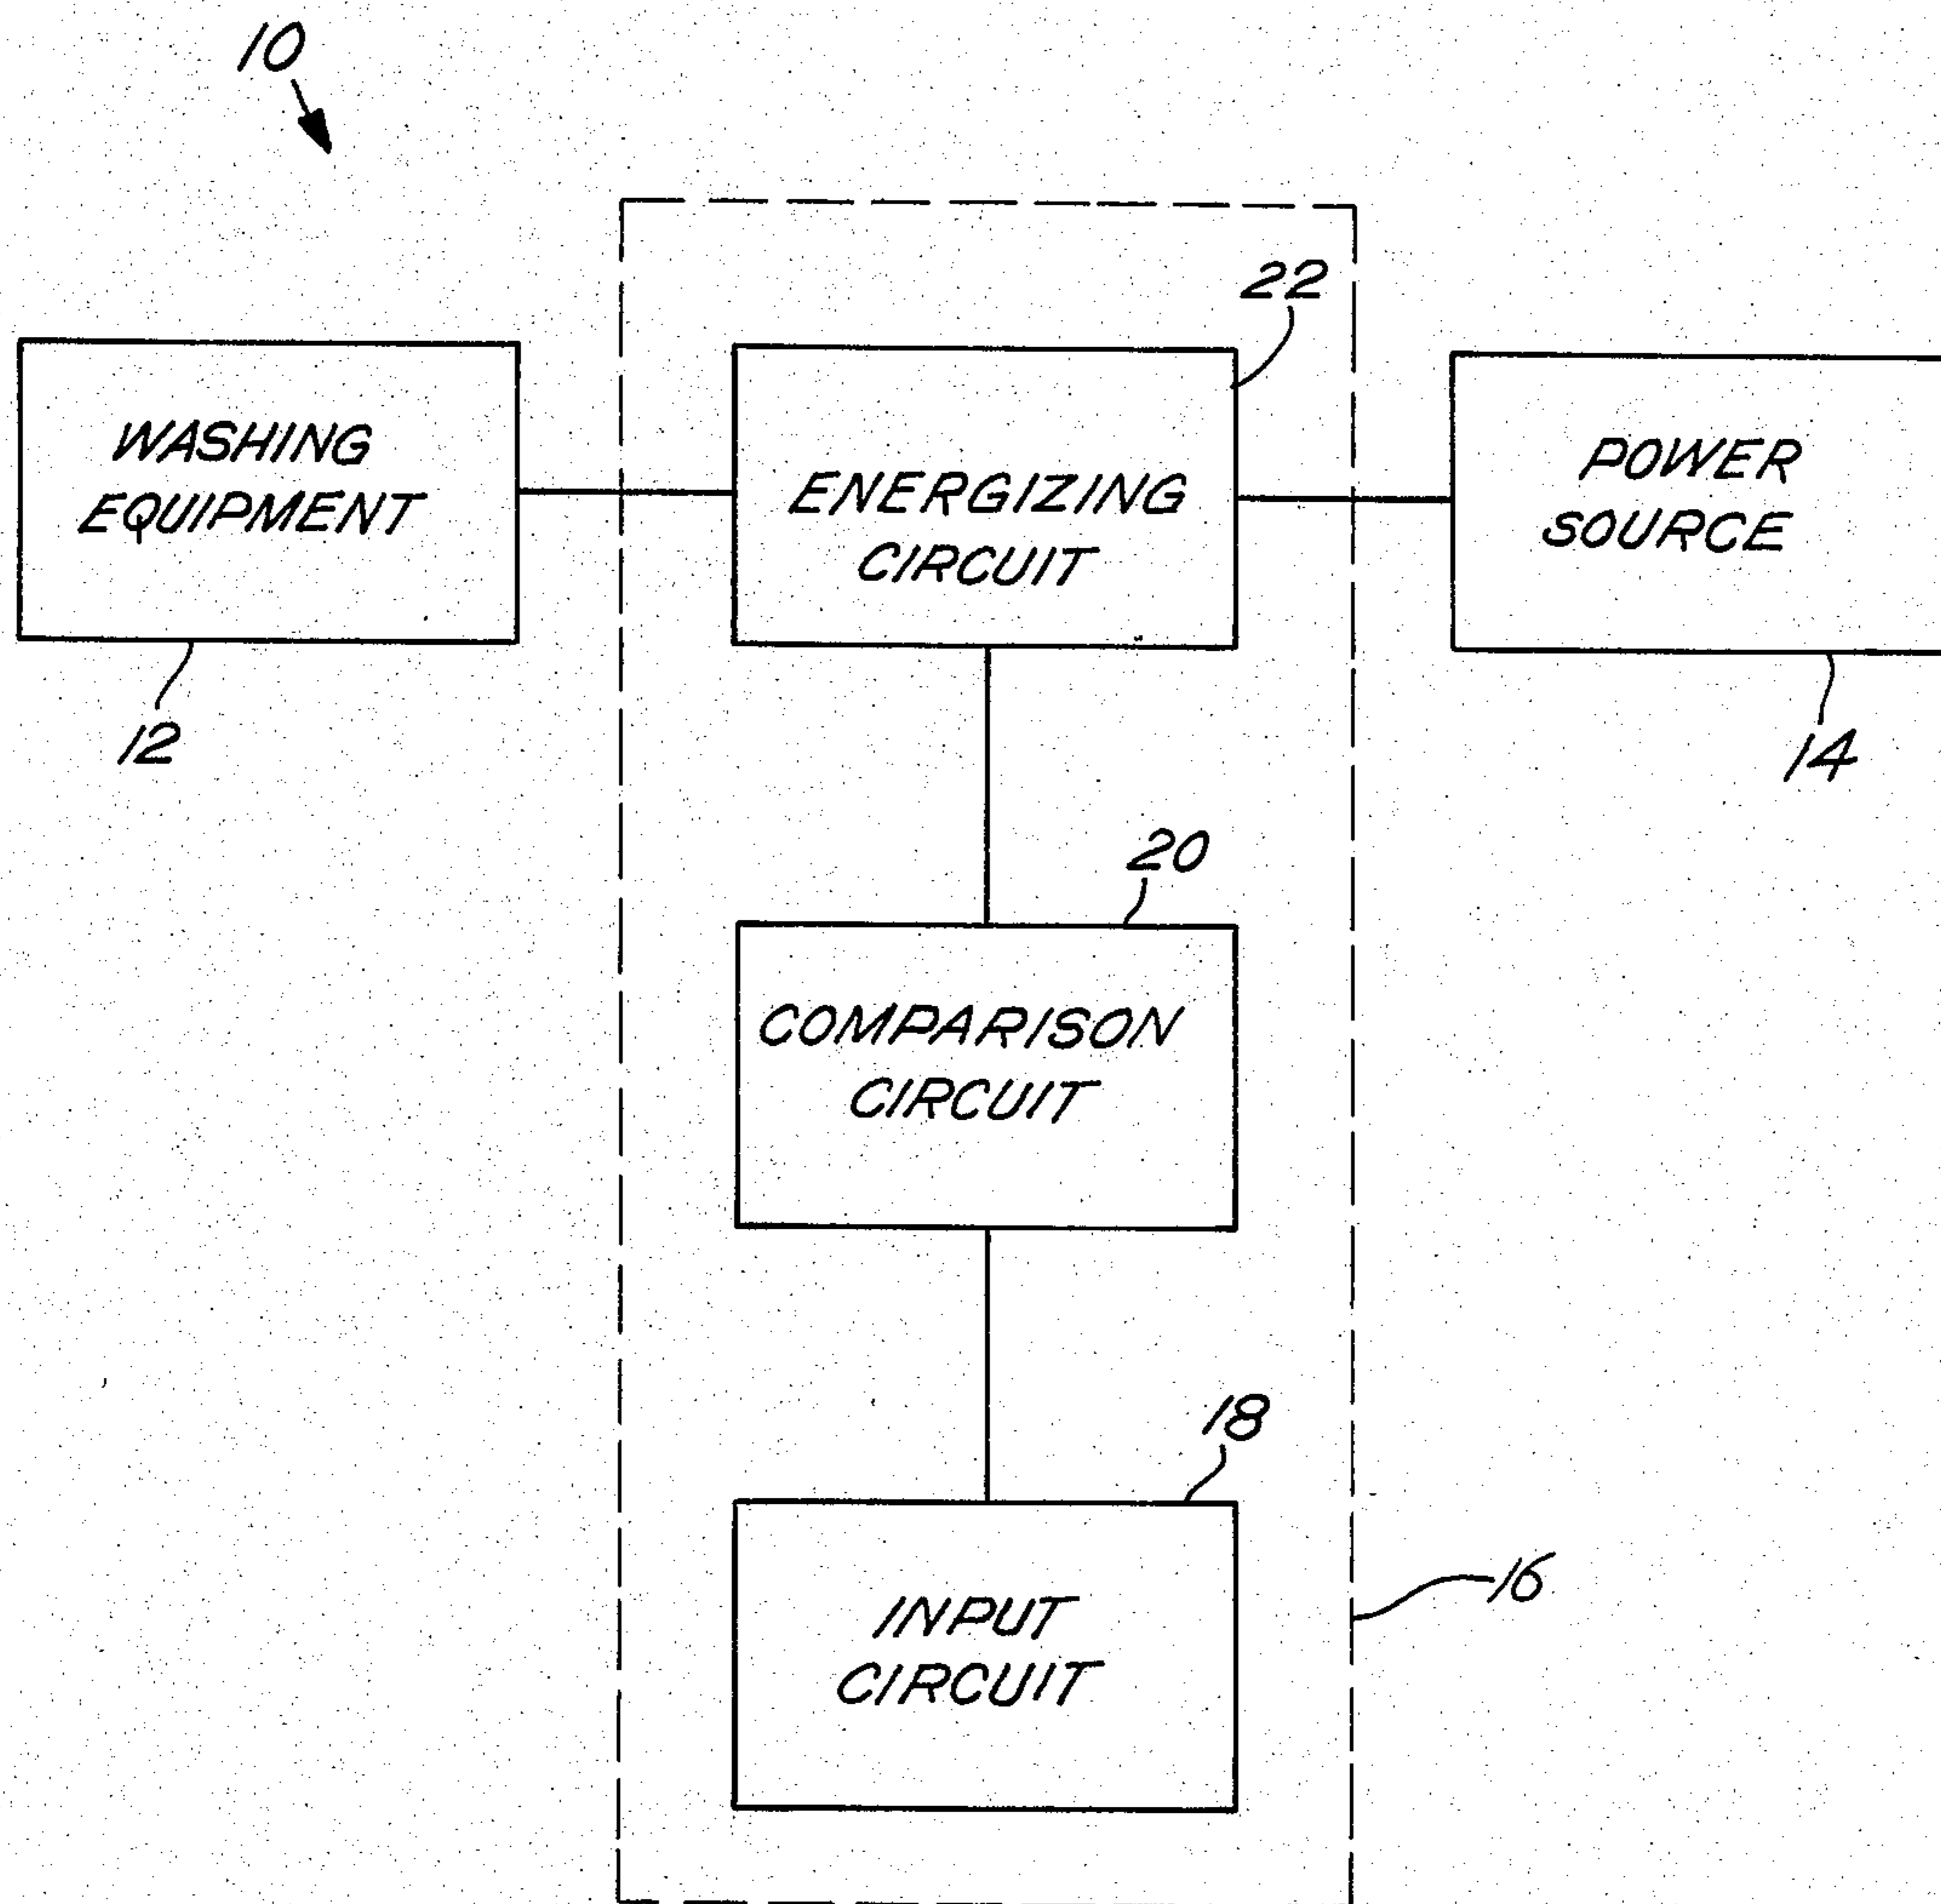 10
22
WASHING
EQUIPMENT
ENERGIZING
CIRCUIT
POWER
SOURCE
12
14
20
COMPARISON
CIRCUIT
18
INPUT
CIRCUIT
16